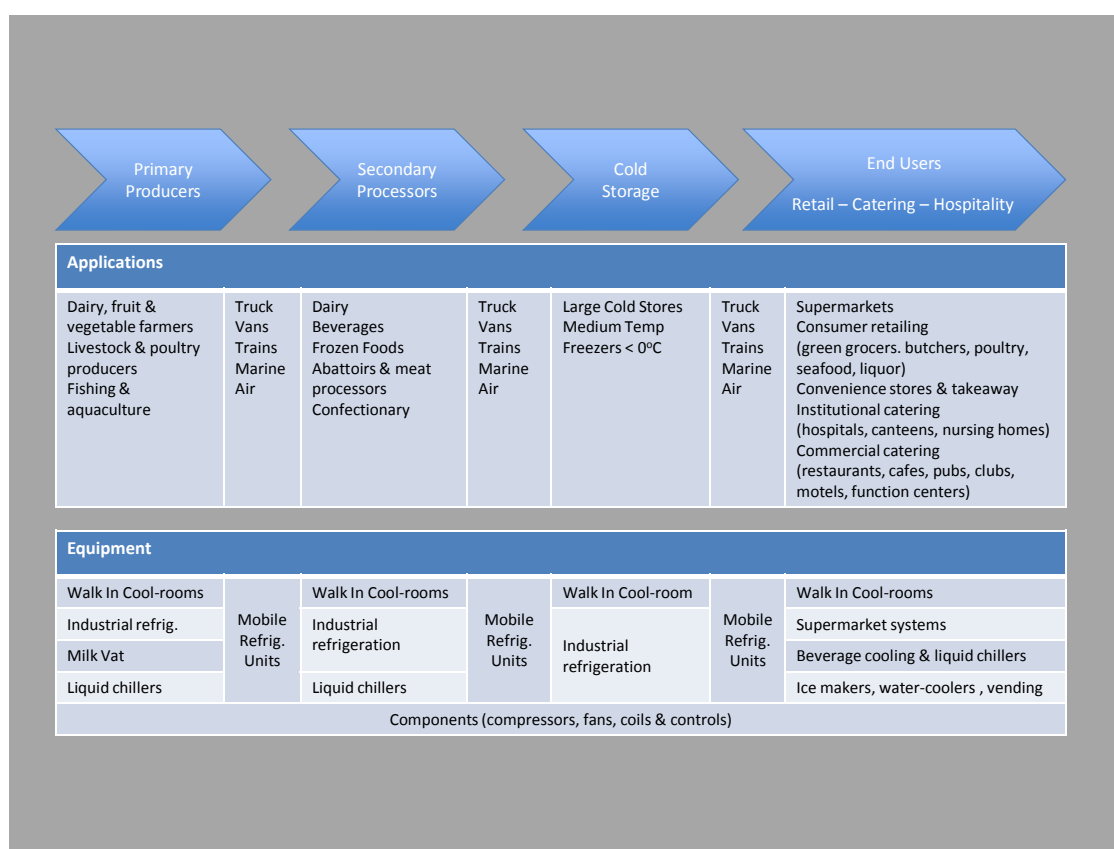 Primary
Producers
Secondary
Processors
Cold
Storage
End Users
Retail – Catering – Hospitality
Applications
Dairy, fruit &
vegetable farmers
Livestock & poultry
producers
Fishing &
aquaculture
Truck
Vans
Trains
Marine
Air
Dairy
Beverages
Frozen Foods
Abattoirs & meat
processors
Confectionary
Truck
Vans
Trains
Marine
Air
Large Cold Stores
Medium Temp
Freezers < 0°C
Truck
Vans
Trains
Marine
Air
Supermarkets
Consumer retailing
(green grocers. butchers, poultry,
seafood, liquor)
Convenience stores & takeaway
Institutional catering
(hospitals, canteens, nursing homes)
Commercial catering
(restaurants, cafes, pubs, clubs,
motels, function centers)
Equipment
Walk In Cool-rooms
Industrial refrig.
Milk Vat
Liquid chillers
Mobile
Refrig.
Units
Walk In Cool-rooms
Industrial
refrigeration
Liquid chillers
Mobile
Refrig.
Units
Walk In Cool-room
Industrial
refrigeration
Mobile
Refrig.
Units
Walk In Cool-rooms
Supermarket systems
Beverage cooling & liquid chillers
Ice makers, water-coolers , vending
Components (compressors, fans, coils & controls)